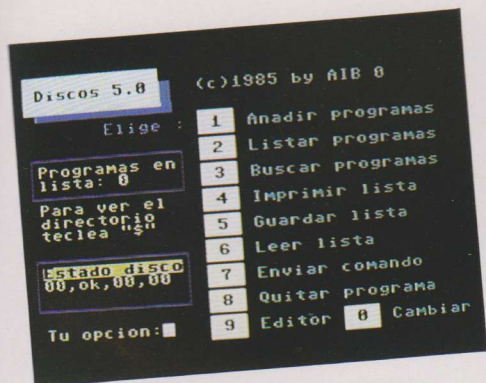 Discos 5.0
(c)1985 by AIB 0
Elige :
1 Anadir programas
2 Listar programas
3 Buscar programas
4 Imprimir lista
5 Guardar lista
6 Leer lista
7 Enviar comando
8 Quitar programa
9 Editor 0 Cambiar
Programas en
lista: 0
Para ver el
directorio
teclea "$"
Estado disco
00,ok,00,00
Tu opcion: